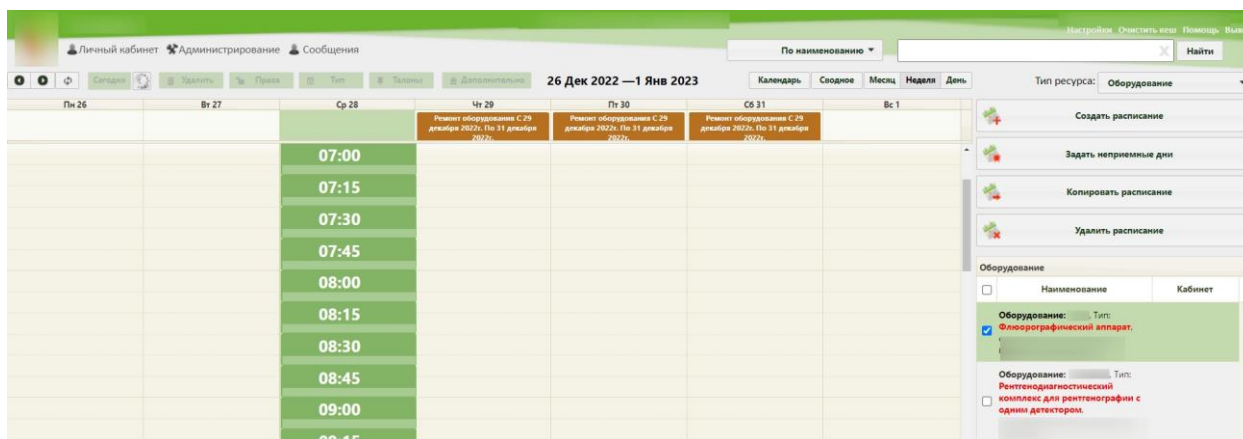 Настройки Очистить кеш Помощь
Личный кабинет Администрирование Сообщения
По наименованию
Найти
Сегодня Удалить Права Тип Талоны Дополнительно
26 Дек 2022 —1 Янв 2023
Календарь Сводное Месяц Неделя День
Тип ресурса: Оборудование
Пн 26 Вт 27 Ср 28 Чт 29 Пт 30 Сб 31 Вс 1
Ремонт оборудования С 29
декабря 2022г. По 31 декабря
2022г.
Ремонт оборудования С 29
декабря 2022г. По 31 декабря
2022г.
Ремонт оборудования С 29
декабря 2022г. По 31 декабря
2022г.
07:00
07:15
07:30
07:45
08:00
08:15
08:30
08:45
09:00
09:15
Создать расписание
Задать неприемные дни
Копировать расписание
Удалить расписание
Оборудование
Наименование Кабинет
Оборудование: , Тип:
Флюорографический аппарат,
Оборудование: , Тип:
Рентгенодиагностический
комплекс для рентгенографии с
одним детектором.